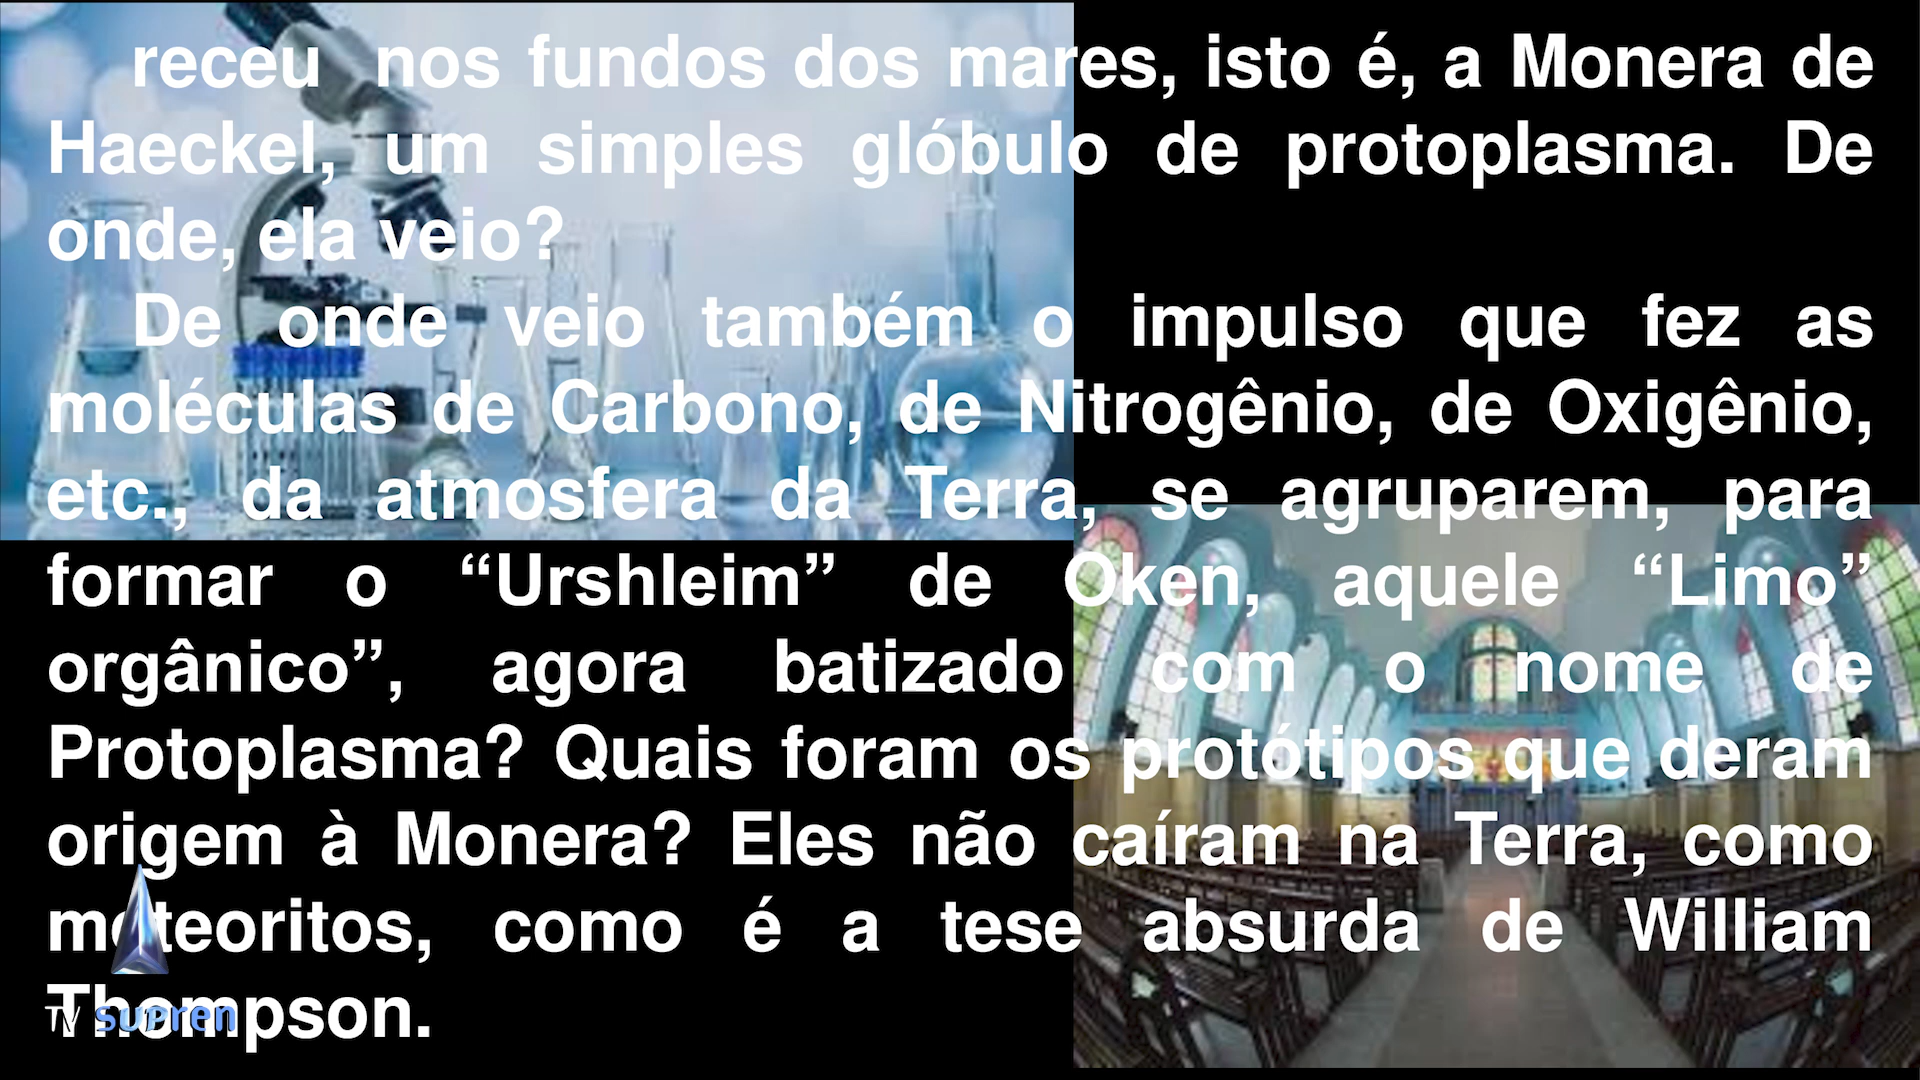 receu nos fundos dos mares, isto é, a Monera de
Haeckel, um simples glóbulo de protoplasma. De
onde, ela veio?
De onde veio também o impulso que fez as
moléculas de Carbono, de Nitrogênio, de Oxigênio,
etc., da atmosfera da Terra, se agruparem, para
formar o “Urshleim” de Oken, aquele “Limo”
orgânico”, agora batizado com o nome de
Protoplasma? Quais foram os protótipos que deram
origem à Monera? Eles não caíram na Terra, como
meteoritos, como é a tese absurda de William
Thompson.
TV supren